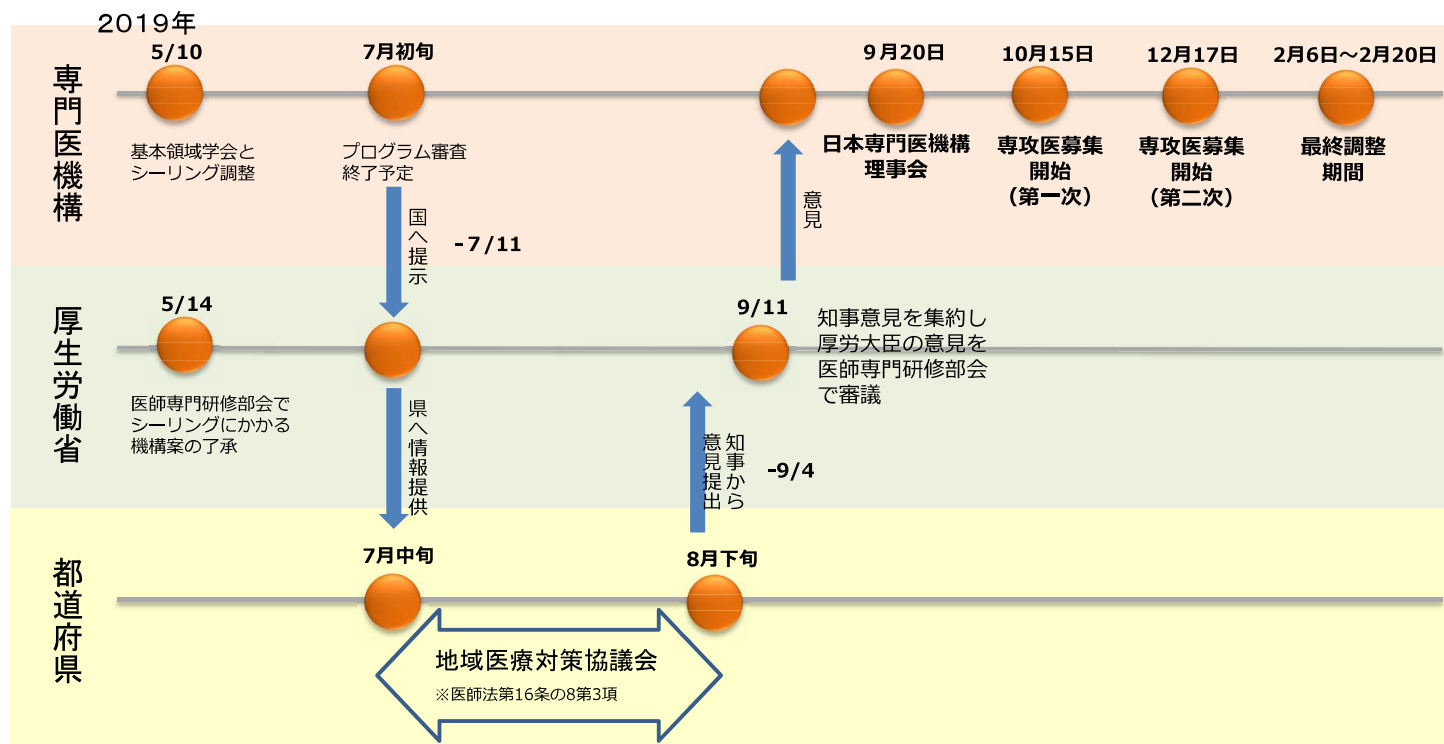 2019年
専門医機構
5/10
基本領域学会と
シーリング調整
7月初旬
プログラム審査
終了予定
国へ提示
-7/11
意見
9月20日
日本専門医機構
理事会
10月15日
専攻医募集
開始
（第一次）
12月17日
専攻医募集
開始
（第二次）
2月6日～2月20日
最終調整
期間
厚生労働省
5/14
医師専門研修部会で
シーリングにかかる
機構案の了承
県へ情報提供
知事から
意見提出
-9/4
9/11
知事意見を集約し
厚労大臣の意見を
医師専門研修部会
で審議
都道府県
7月中旬
8月下旬
地域医療対策協議会
※医師法第16条の8第3項